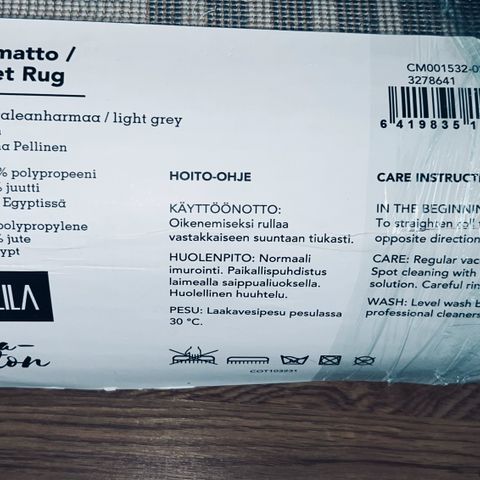 matto /
et Rug
aleanharmaa / light grey
a Pellinen
% polypropeeni
% juutti
Egyptissä
polypropylene
% jute
ypt
LILA
HOITO-OHJE
KÄYTTÖÖNOTTO:
Oikenemiseksi rullaa
vastakkaiseen suuntaan tiukasti.
HUOLENPITO: Normaali
imurointi. Paikallispuhdistus
laimealla saippualiuoksella.
Huolellinen huuhtelu.
PESU: Laakavesipesu pesulassa
30 °C.
COT103231
CM001532-0
3278641
6 419835 1
CARE INSTRUCT
IN THE BEGINNIN
To straighten roll t
opposite direction
CARE: Regular vac
Spot cleaning with
solution. Careful rin
WASH: Level wash b
professional cleaners